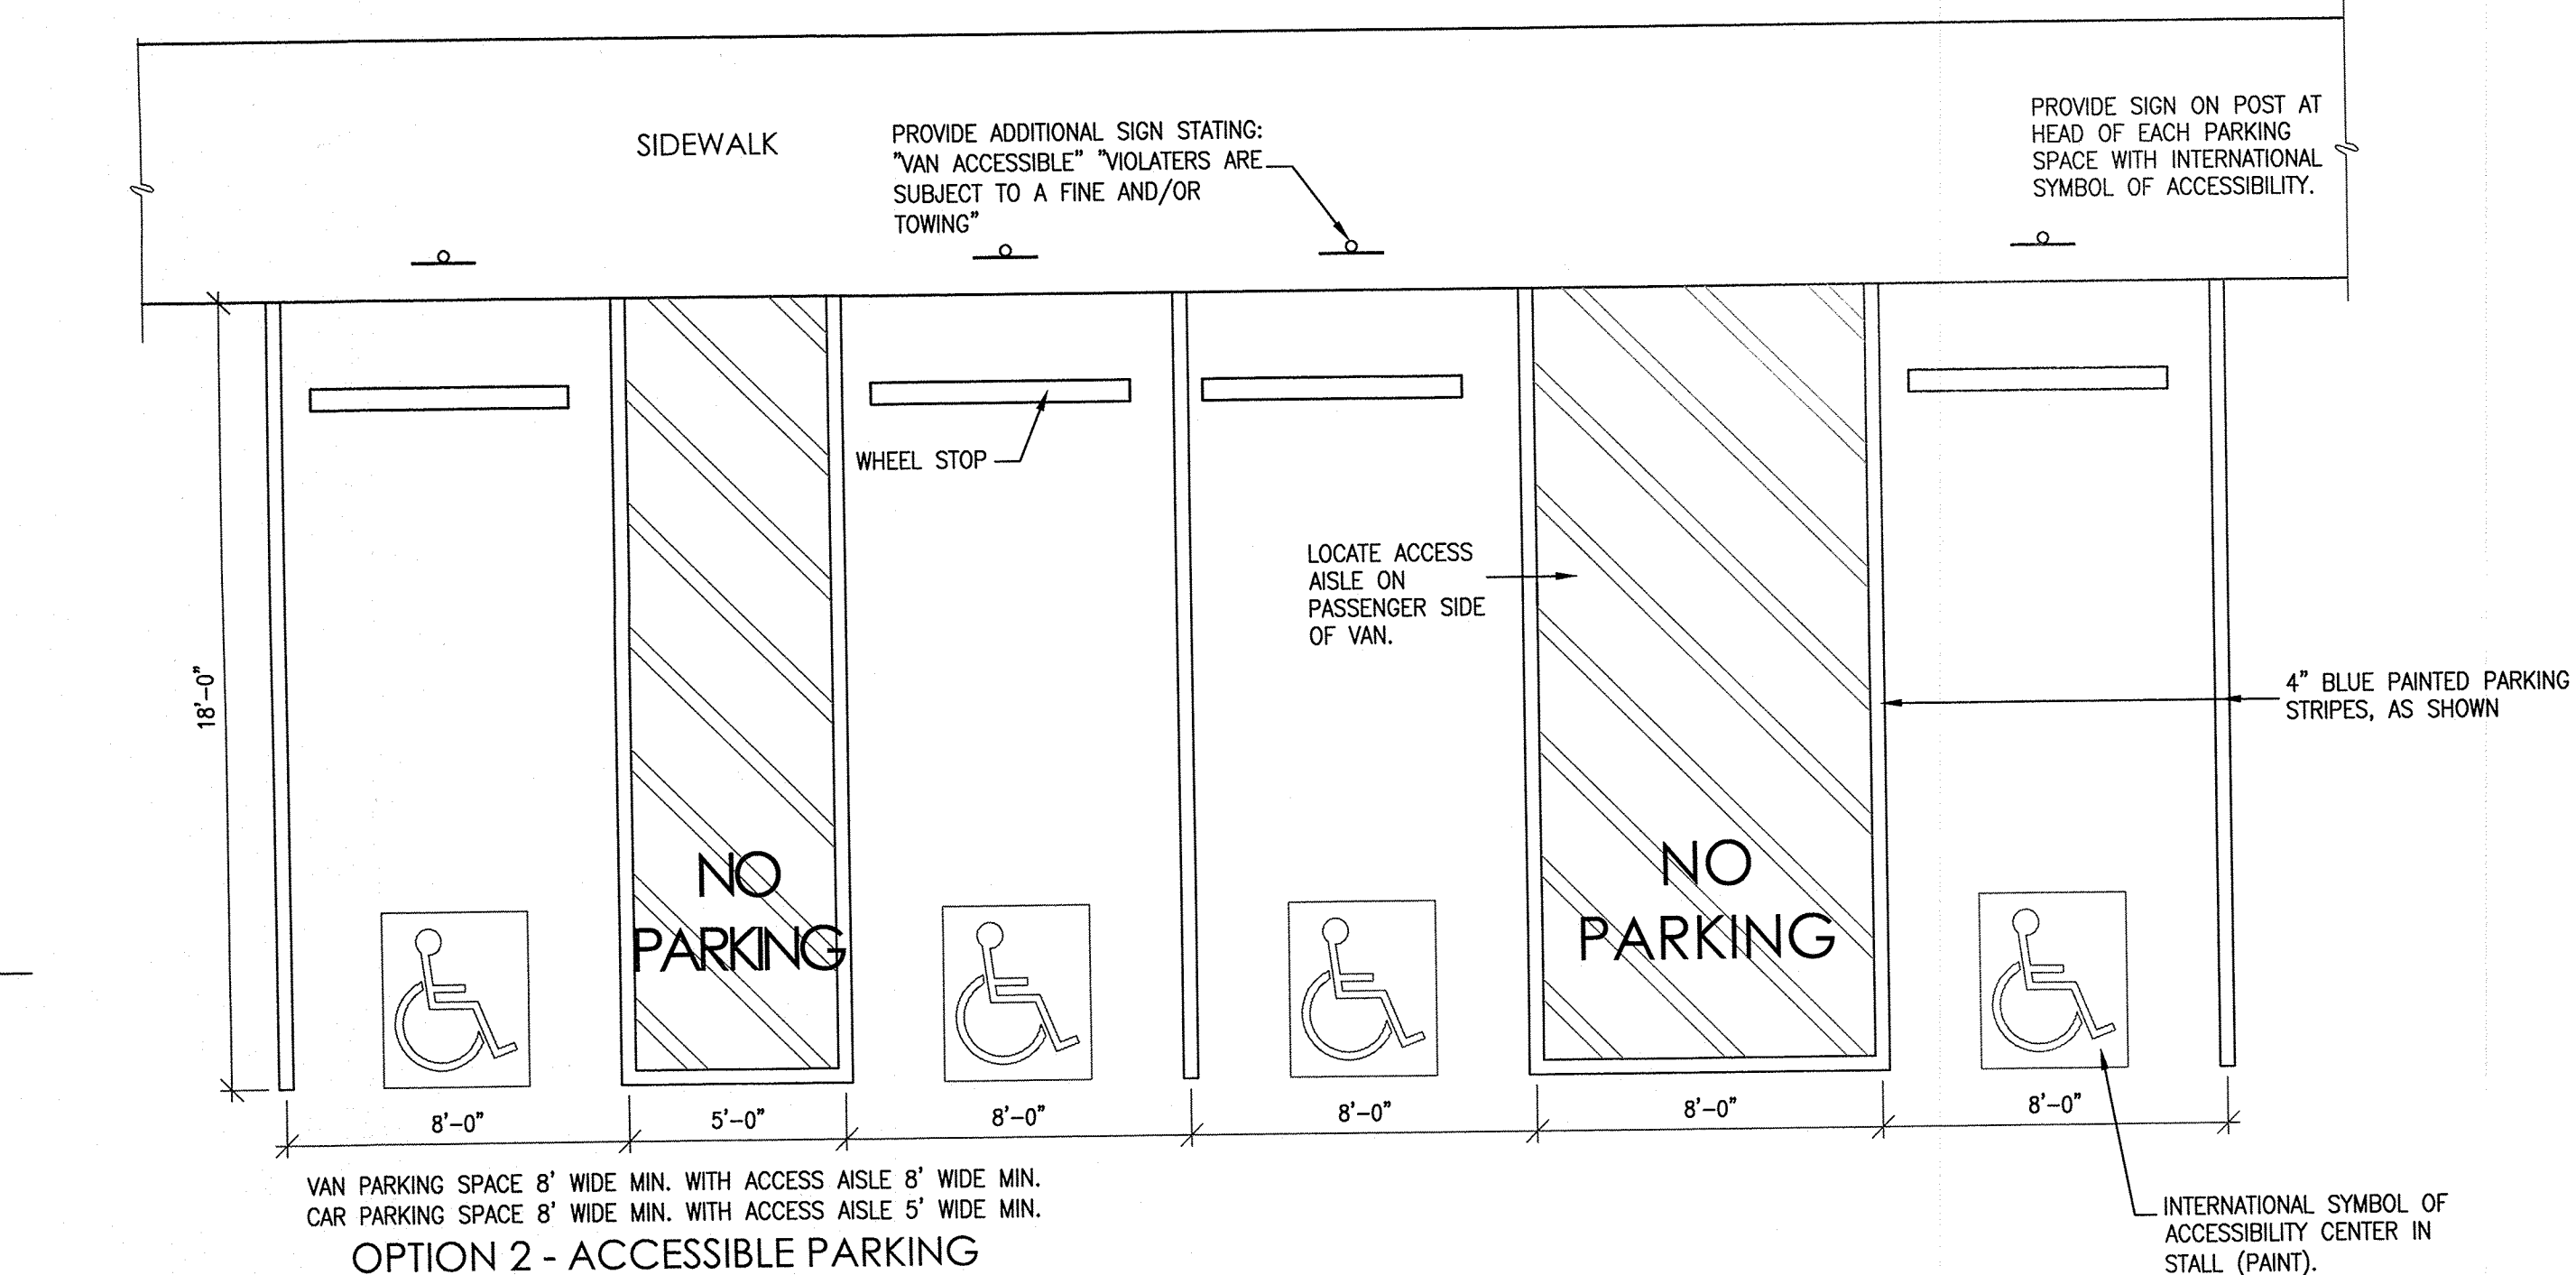 SIDEWALK
PROVIDE ADDITIONAL SIGN STATING:
"VAN ACCESSIBLE" "VIOLATERS ARE
SUBJECT TO A FINE AND/OR
TOWING"
PROVIDE SIGN ON POST AT
HEAD OF EACH PARKING
SPACE WITH INTERNATIONAL
SYMBOL OF ACCESSIBILITY.
WHEEL STOP
LOCATE ACCESS
AISLE ON
PASSENGER SIDE
OF VAN.
18'-0"
4" BLUE PAINTED PARKING
STRIPES, AS SHOWN
NO
PARKING
NO
PARKING
8'-0"
5'-0"
8'-0"
8'-0"
8'-0"
8'-0"
VAN PARKING SPACE 8' WIDE MIN. WITH ACCESS AISLE 8' WIDE MIN.
CAR PARKING SPACE 8' WIDE MIN. WITH ACCESS AISLE 5' WIDE MIN.
OPTION 2 - ACCESSIBLE PARKING
INTERNATIONAL SYMBOL OF
ACCESSIBILITY CENTER IN
STALL (PAINT).